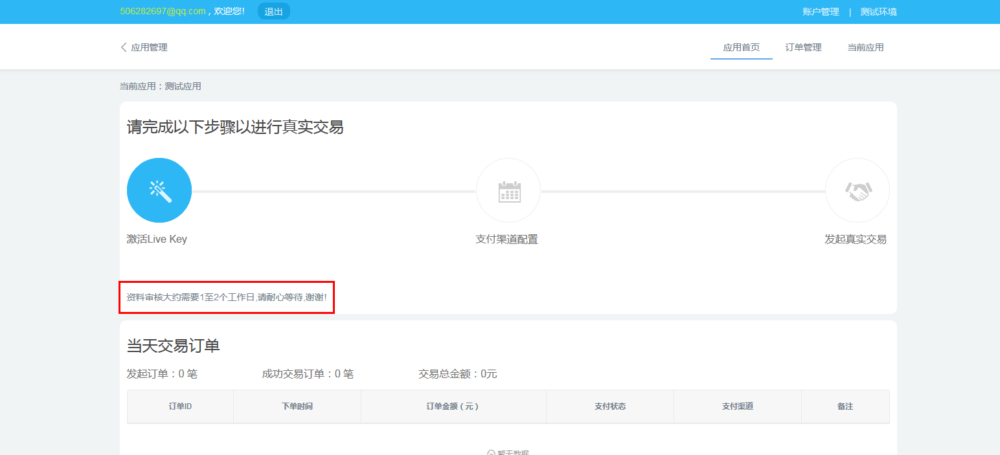 506282697@qq.com，欢迎您! 退出 账户管理 | 测试环境
应用管理 应用首页 订单管理 当前应用
当前应用：测试应用
请完成以下步骤以进行真实交易
激活Live Key 支付渠道配置 发起真实交易
资料审核大约需要1至2个工作日,请耐心等待,谢谢!
当天交易订单
发起订单：0 笔 成功交易订单：0 笔 交易总金额：0元
订单ID 下单时间 订单金额（元） 支付状态 支付渠道 备注
暂无数据